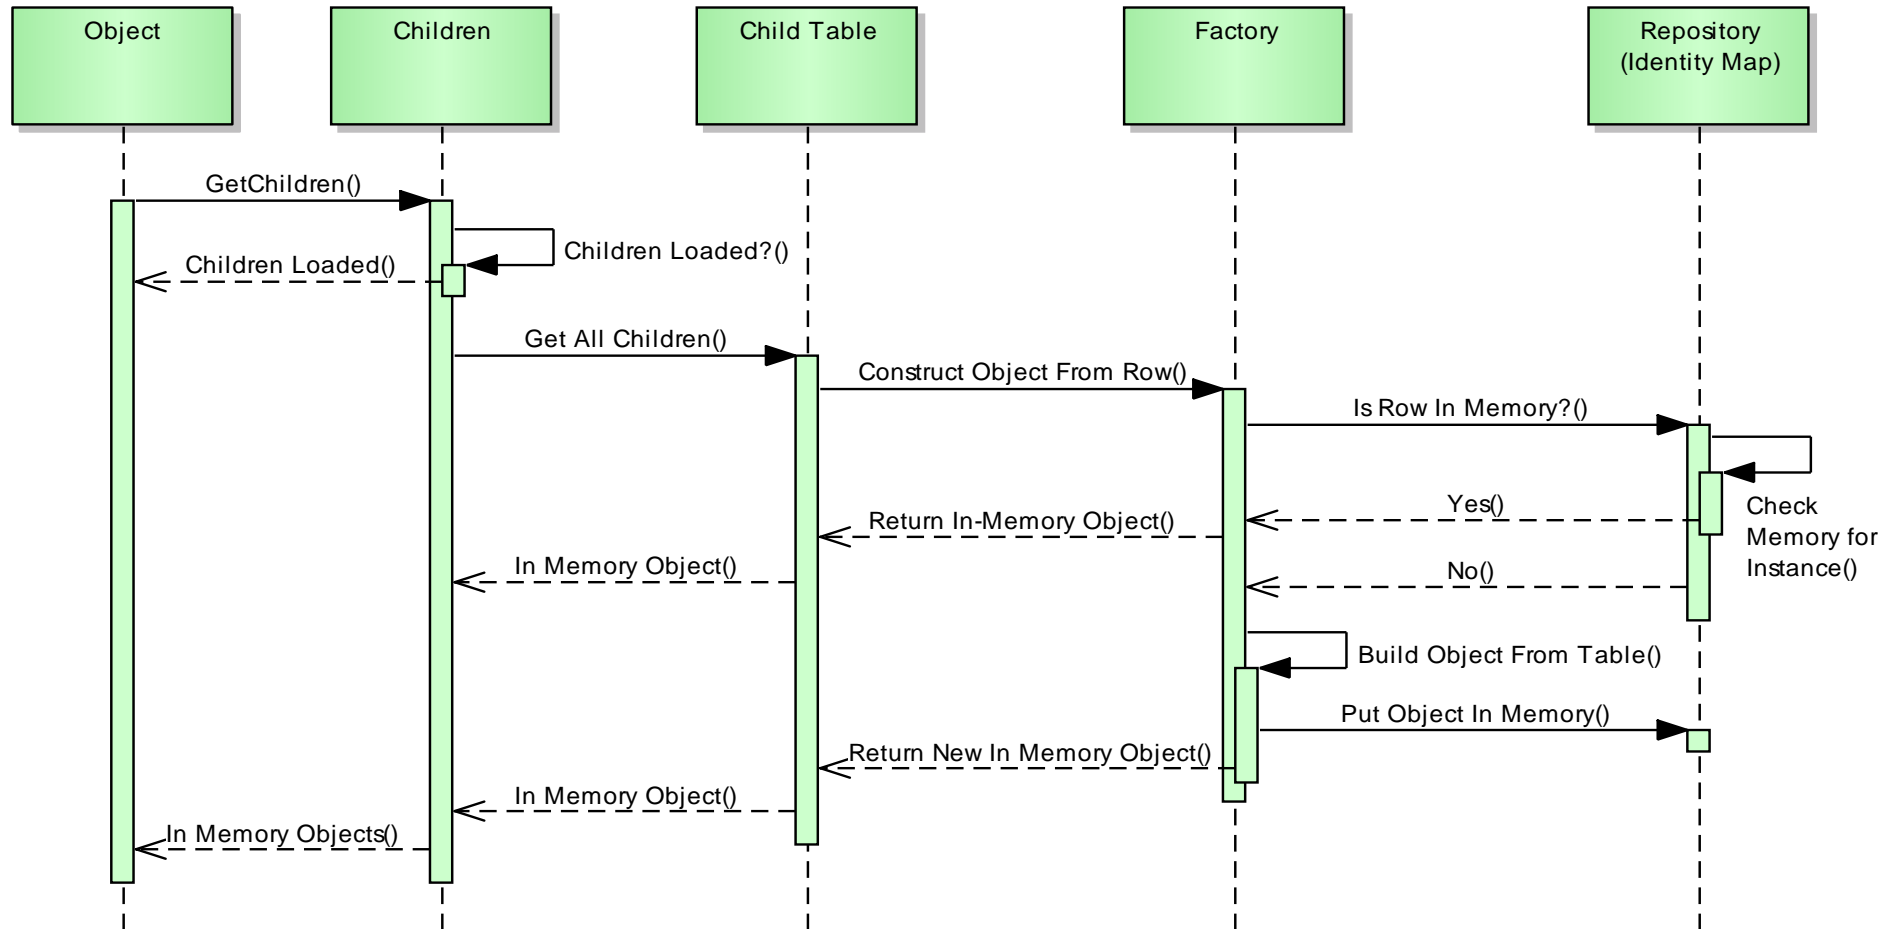 Object
Children
Child Table
Factory
Repository
(Identity Map)
GetChildren()
Children Loaded?()
Children Loaded()
Get All Children()
Construct Object From Row()
Is Row In Memory?()
Check
Memory for
Instance()
Yes()
Return In-Memory Object()
In Memory Object()
No()
Build Object From Table()
Put Object In Memory()
Return New In Memory Object()
In Memory Object()
In Memory Objects()